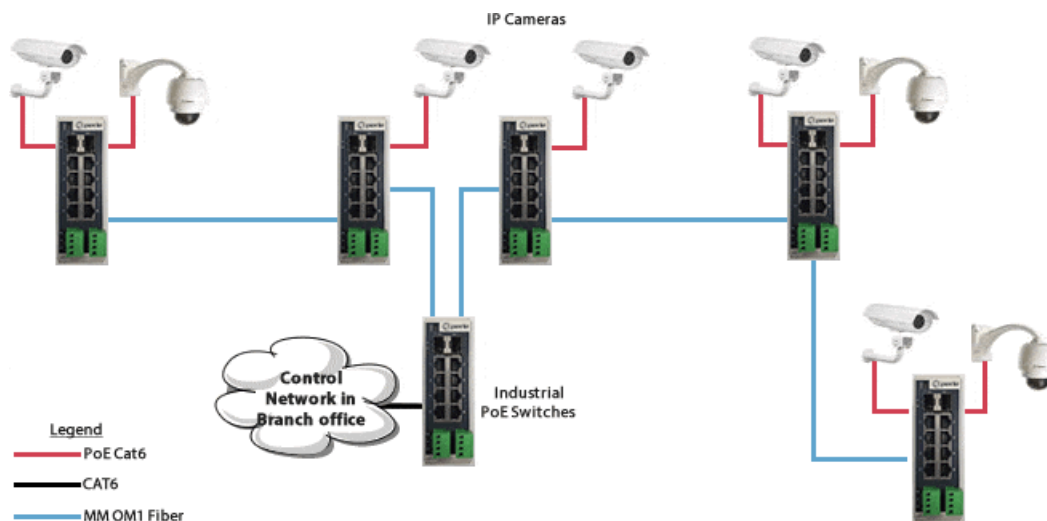 IP Cameras
Control
Network in
Branch office
Industrial
PoE Switches
Legend
PoE Cat6
CAT6
MM OM1 Fiber